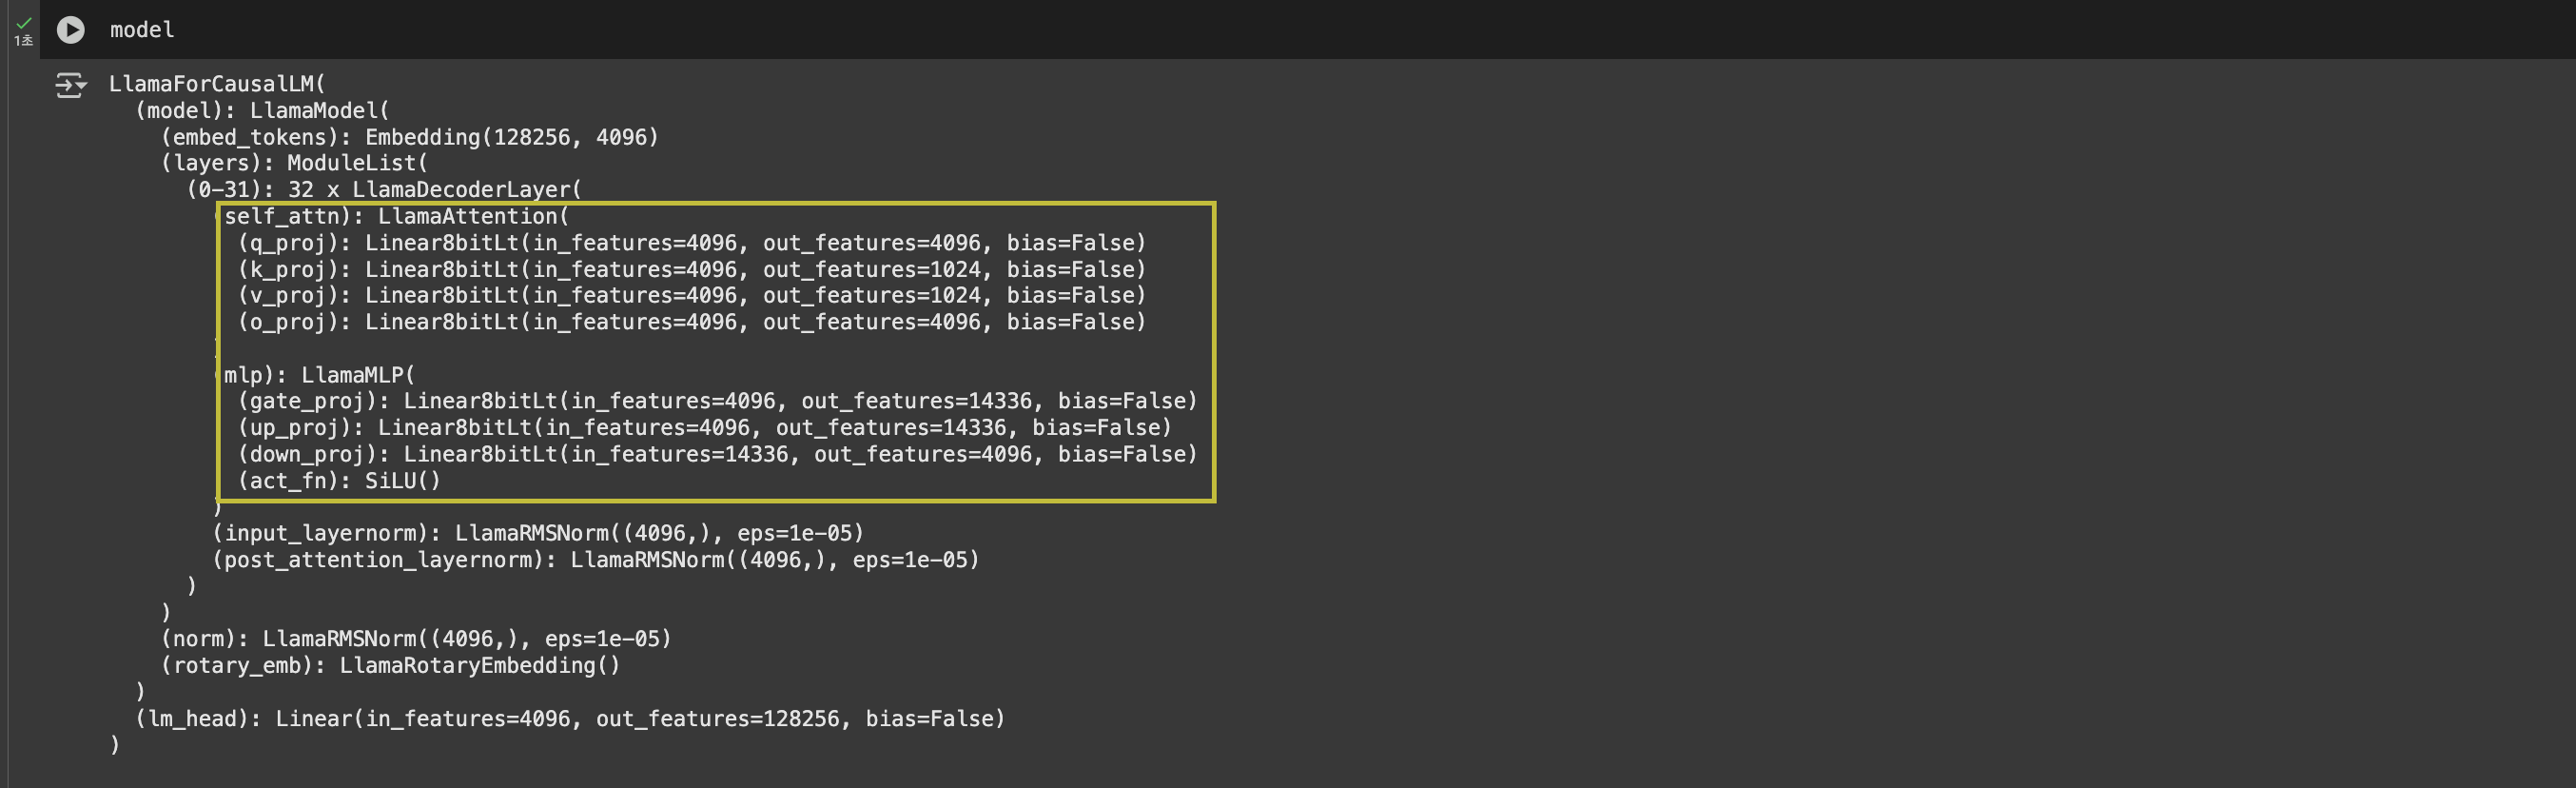 1초
model
LlamaForCausalLM(
  (model): LlamaModel(
    (embed_tokens): Embedding(128256, 4096)
    (layers): ModuleList(
      (0-31): 32 x LlamaDecoderLayer(
        (self_attn): LlamaAttention(
          (q_proj): Linear8bitLt(in_features=4096, out_features=4096, bias=False)
          (k_proj): Linear8bitLt(in_features=4096, out_features=1024, bias=False)
          (v_proj): Linear8bitLt(in_features=4096, out_features=1024, bias=False)
          (o_proj): Linear8bitLt(in_features=4096, out_features=4096, bias=False)
        )
        (mlp): LlamaMLP(
          (gate_proj): Linear8bitLt(in_features=4096, out_features=14336, bias=False)
          (up_proj): Linear8bitLt(in_features=4096, out_features=14336, bias=False)
          (down_proj): Linear8bitLt(in_features=14336, out_features=4096, bias=False)
          (act_fn): SiLU()
        )
        (input_layernorm): LlamaRMSNorm((4096,), eps=1e-05)
        (post_attention_layernorm): LlamaRMSNorm((4096,), eps=1e-05)
      )
    )
    (norm): LlamaRMSNorm((4096,), eps=1e-05)
    (rotary_emb): LlamaRotaryEmbedding()
  )
  (lm_head): Linear(in_features=4096, out_features=128256, bias=False)
)